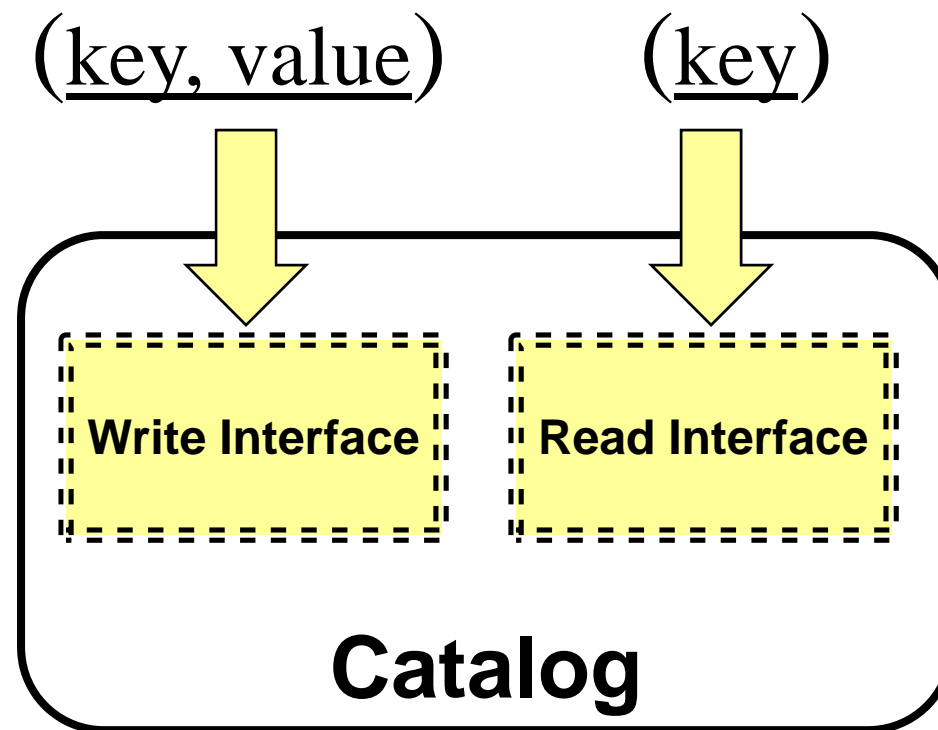 (key, value) (key)
Write Interface Read Interface
Catalog